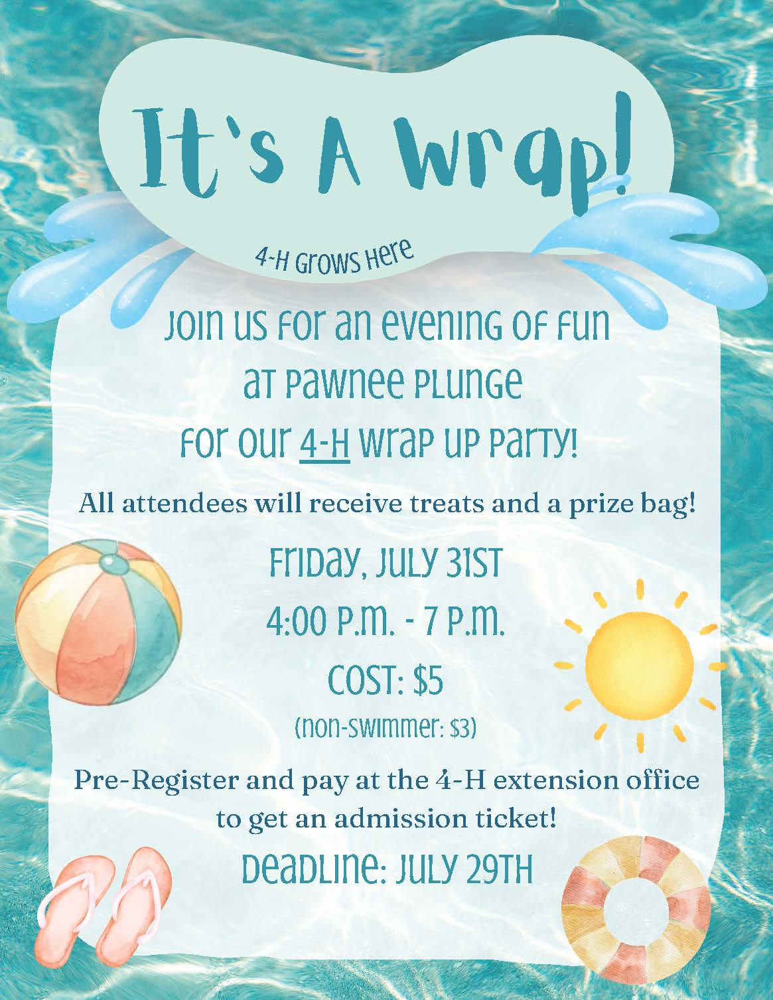 It's A Wrap!
4-H Grows Here
Join us for an evening of fun
at Pawnee Plunge
for our 4-H Wrap Up Party!
All attendees will receive treats and a prize bag!
Friday, July 31st
4:00 p.m. - 7 p.m.
Cost: $5
(non-swimmer: $3)
Pre-Register and pay at the 4-H extension office
to get an admission ticket!
Deadline: July 29th